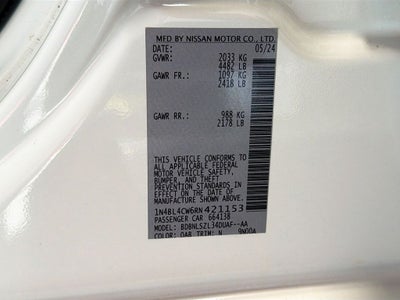 MFD BY NISSAN MOTOR CO., LTD.
DATE: 05/24
GVWR: 2033 KG
4482 LB
GAWR FR: 1097 KG
2418 LB
GAWR RR: 988 KG
2178 LB
THIS VEHICLE CONFORMS TO
ALL APPLICABLE FEDERAL
MOTOR VEHICLE SAFETY,
BUMPER, AND THEFT
PREVENTION STANDARDS IN
EFFECT ON THE DATE OF
MANUFACTURE SHOWN ABOVE.
1N4BL4CW6RN421153
PASSENGER CAR 664138
MODEL: BDBNLSZL34DUAF--AA
COLOR: QAB TRIM: N 9N00A